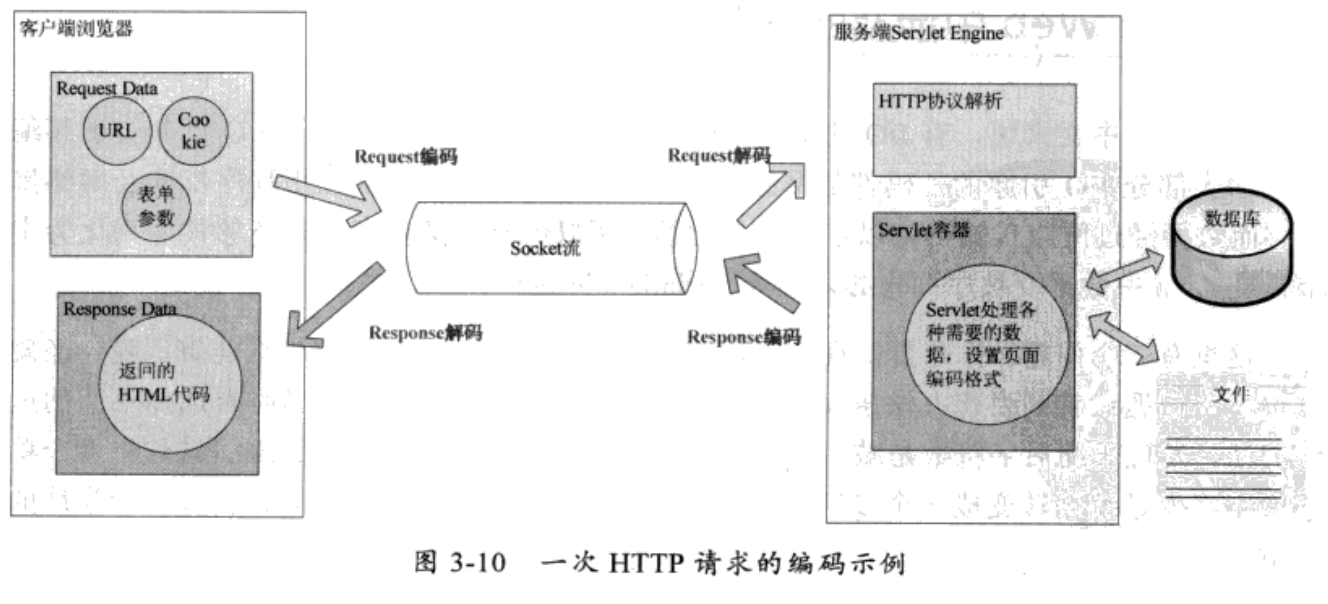 客户端浏览器
Request Data
URL
Coo
kie
表单
参数
Response Data
返回的
HTML代码
Request编码
Request解码
Socket流
Response解码
Response编码
服务端Servlet Engine
HTTP协议解析
Servlet容器
Servlet处理各
种需要的数
据，设置页面
编码格式
数据库
文件
图 3-10 一次 HTTP 请求的编码示例